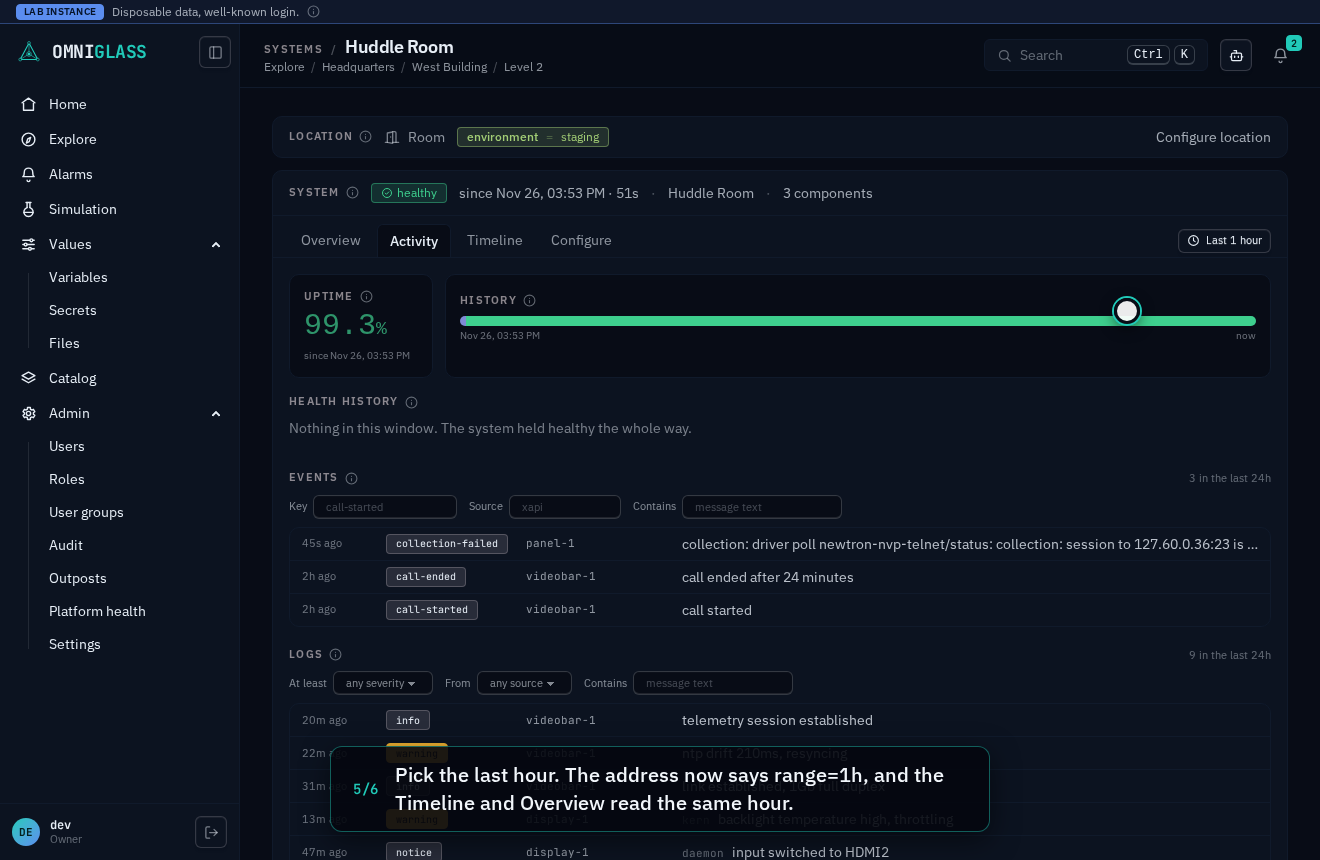 LAB INSTANCE Disposable data, well-known login.
OMNIGLASS
SYSTEMS / Huddle Room
Explore / Headquarters / West Building / Level 2
Search Ctrl K
2
Home
Explore
Alarms
Simulation
Values
Variables
Secrets
Files
Catalog
Admin
Users
Roles
User groups
Audit
Outposts
Platform health
Settings
DE dev
Owner
LOCATION Room environment = staging Configure location
SYSTEM healthy since Nov 26, 03:53 PM · 51s · Huddle Room · 3 components
Overview Activity Timeline Configure Last 1 hour
UPTIME
99.3%
since Nov 26, 03:53 PM
HISTORY
Nov 26, 03:53 PM now
HEALTH HISTORY
Nothing in this window. The system held healthy the whole way.
EVENTS 3 in the last 24h
Key call-started Source xapi Contains message text
45s ago collection-failed panel-1 collection: driver poll newtron-nvp-telnet/status: collection: session to 127.60.0.36:23 is ...
2h ago call-ended videobar-1 call ended after 24 minutes
2h ago call-started videobar-1 call started
LOGS 9 in the last 24h
At least any severity From any source Contains message text
20m ago info videobar-1 telemetry session established
22m warning videobar-1 ntp drift 210ms, resyncing
31m info link established, full duplex
13m warning display-1 backlight temperature high, throttling
47m ago notice display-1 daemon input switched to HDMI2
5/6 Pick the last hour. The address now says range=1h, and the
Timeline and Overview read the same hour.